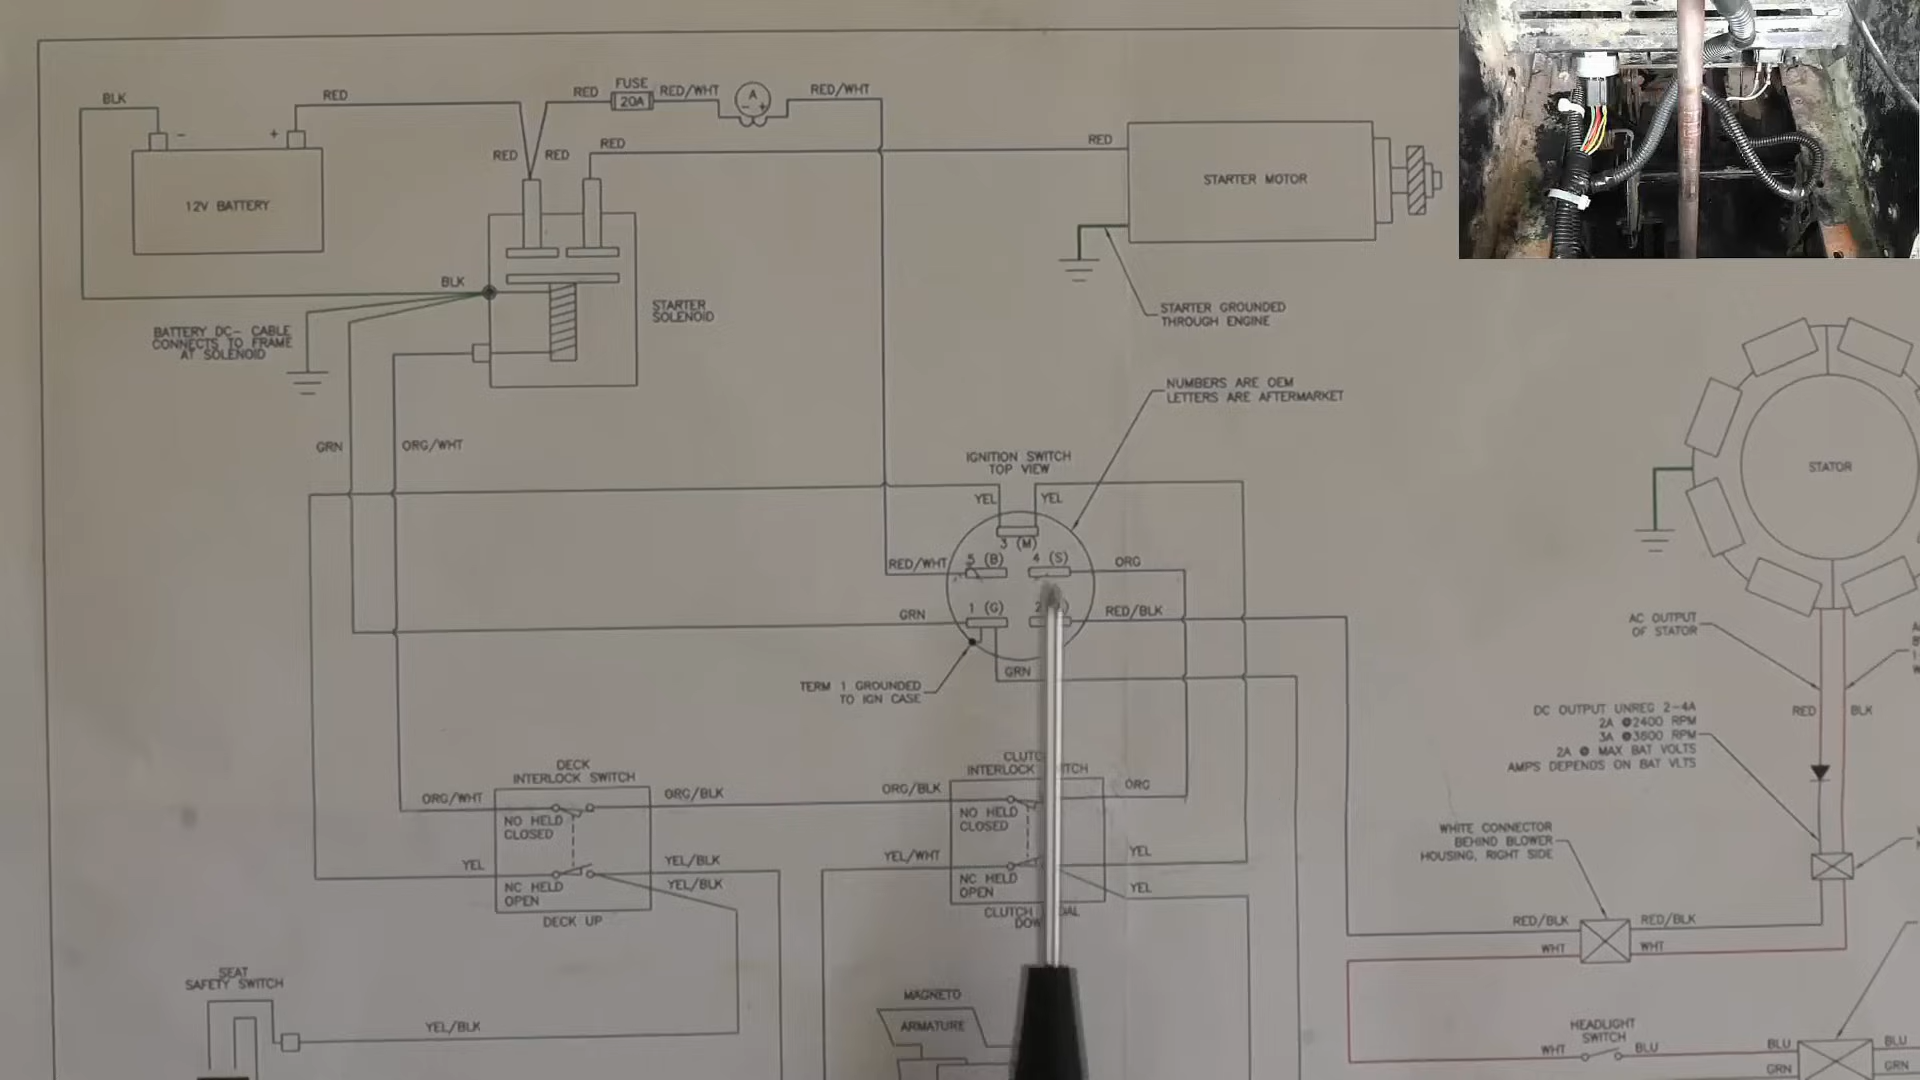 BLK
RED
- +
12V BATTERY
RED
FUSE
20A
RED/WHT
A
- +
RED/WHT
RED
RED
RED
RED
STARTER MOTOR
BLK
STARTER
SOLENOID
BATTERY DC- CABLE
CONNECTS TO FRAME
AT SOLENOID
STARTER GROUNDED
THROUGH ENGINE
NUMBERS ARE OEM
LETTERS ARE AFTERMARKET
GRN
ORG/WHT
IGNITION SWITCH
TOP VIEW
YEL
YEL
3 (M)
5 (B)
4 (S)
RED/WHT
ORG
1 (G)
2
GRN
RED/BLK
GRN
TERM 1 GROUNDED
TO IGN CASE
STATOR
AC OUTPUT
OF STATOR
RED
BLK
DC OUTPUT UNREG 2-4A
2A @2400 RPM
3A @3600 RPM
2A @ MAX BAT VOLTS
AMPS DEPENDS ON BAT VLTS
DECK
INTERLOCK SWITCH
ORG/WHT
ORG/BLK
NO HELD
CLOSED
YEL
YEL/BLK
YEL/BLK
NC HELD
OPEN
DECK UP
INTERLOCK
ORG/BLK
ORG
NO HELD
CLOSED
YEL/WHT
YEL
YEL
NC HELD
OPEN
CLUTCH
WHITE CONNECTOR
BEHIND BLOWER
HOUSING, RIGHT SIDE
RED/BLK
RED/BLK
WHT
WHT
SEAT
SAFETY SWITCH
YEL/BLK
MAGNETO
ARMATURE
HEADLIGHT
SWITCH
WHT
BLU
BLU
BLU
GRN
GRN